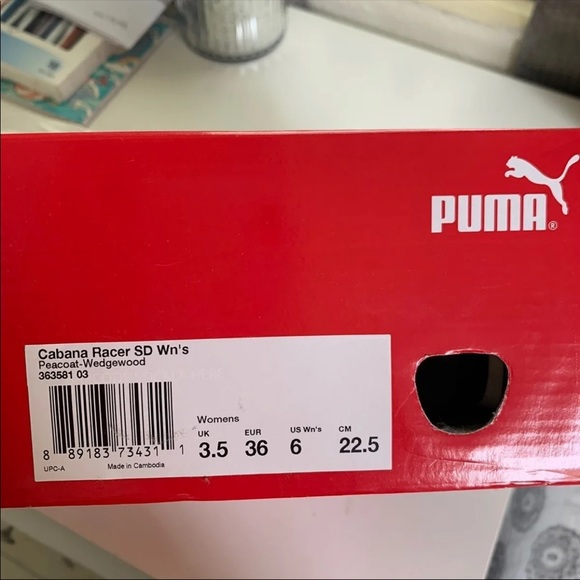 PUMA®
Cabana Racer SD Wn's
Peacoat-Wedgewood
363581 03
Womens
UK EUR US Wn's CM
3.5 36 6 22.5
8 89183 73431 1
UPC-A Made in Cambodia